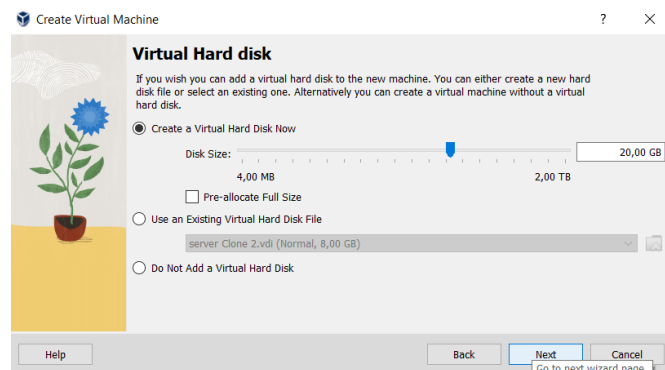 Create Virtual Machine
?
Virtual Hard disk
If you wish you can add a virtual hard disk to the new machine. You can either create a new hard
disk file or select an existing one. Alternatively you can create a virtual machine without a virtual
hard disk.
Create a Virtual Hard Disk Now
Disk Size:
20,00 GB
4,00 MB
2,00 TB
Pre-allocate Full Size
Use an Existing Virtual Hard Disk File
server Clone 2.vdi (Normal, 8,00 GB)
Do Not Add a Virtual Hard Disk
Help
Back
Next
Cancel
Go to next wizard page